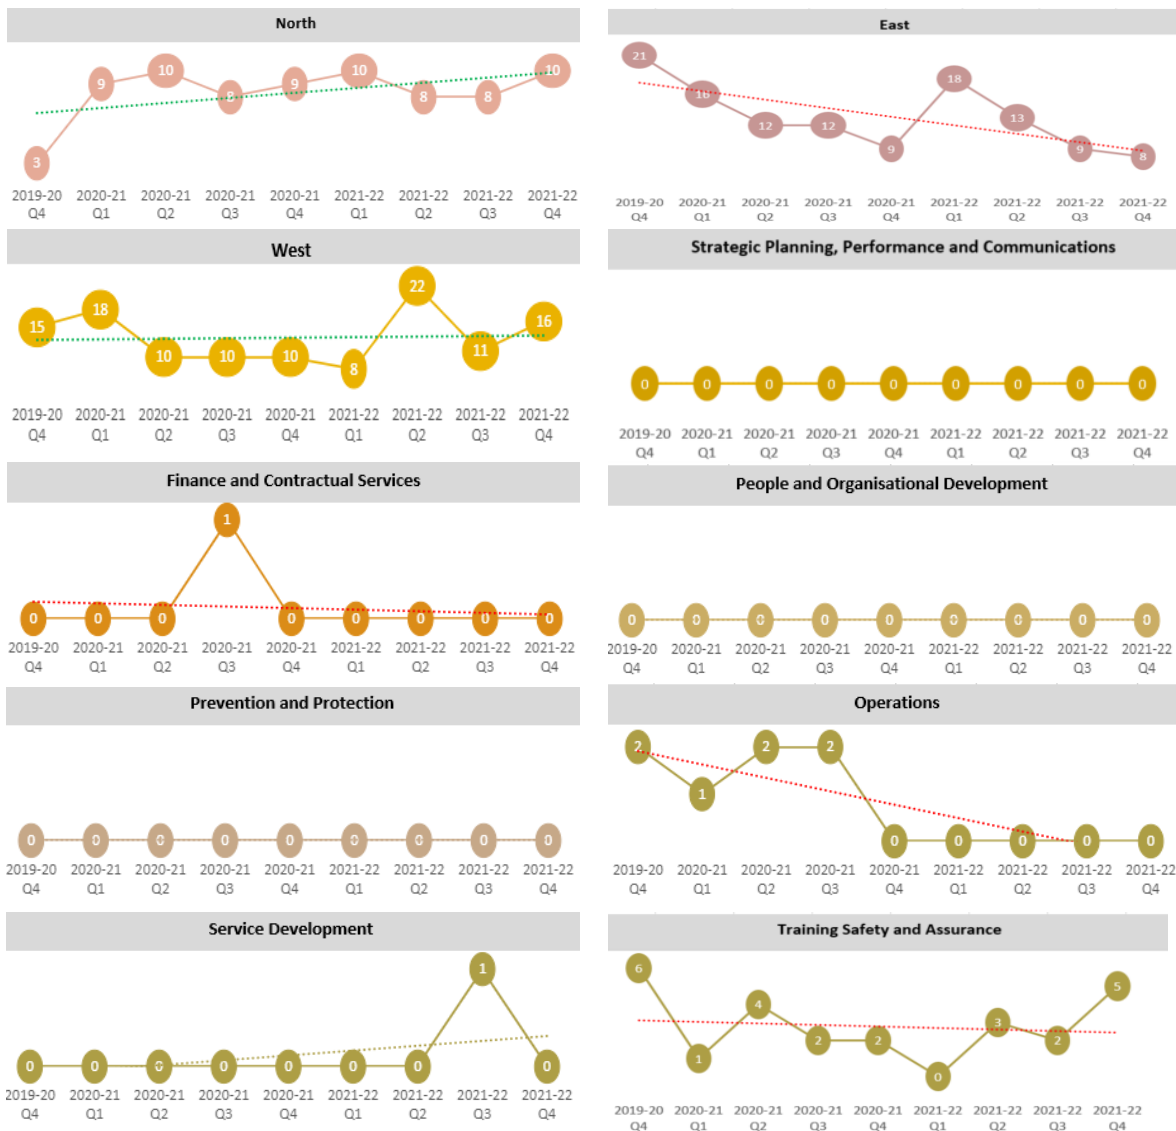 North
3
9
10
8
9
10
8
8
10
2019-20 2020-21 2020-21 2020-21 2020-21 2021-22 2021-22 2021-22 2021-22
Q4 Q1 Q2 Q3 Q4 Q1 Q2 Q3 Q4
East
21
16
12
12
9
18
13
9
8
2019-20 2020-21 2020-21 2020-21 2020-21 2021-22 2021-22 2021-22 2021-22
Q4 Q1 Q2 Q3 Q4 Q1 Q2 Q3 Q4
West
15
18
10
10
10
8
22
11
16
2019-20 2020-21 2020-21 2020-21 2020-21 2021-22 2021-22 2021-22 2021-22
Q4 Q1 Q2 Q3 Q4 Q1 Q2 Q3 Q4
Strategic Planning, Performance and Communications
0 0 0 0 0 0 0 0 0
2019-20 2020-21 2020-21 2020-21 2020-21 2021-22 2021-22 2021-22 2021-22
Q4 Q1 Q2 Q3 Q4 Q1 Q2 Q3 Q4
Finance and Contractual Services
0 0 0 1 0 0 0 0 0
2019-20 2020-21 2020-21 2020-21 2020-21 2021-22 2021-22 2021-22 2021-22
Q4 Q1 Q2 Q3 Q4 Q1 Q2 Q3 Q4
People and Organisational Development
0 0 0 0 0 0 0 0 0
2019-20 2020-21 2020-21 2020-21 2020-21 2021-22 2021-22 2021-22 2021-22
Q4 Q1 Q2 Q3 Q4 Q1 Q2 Q3 Q4
Prevention and Protection
0 0 0 0 0 0 0 0 0
2019-20 2020-21 2020-21 2020-21 2020-21 2021-22 2021-22 2021-22 2021-22
Q4 Q1 Q2 Q3 Q4 Q1 Q2 Q3 Q4
Operations
2 1 2 2 0 0 0 0 0
2019-20 2020-21 2020-21 2020-21 2020-21 2021-22 2021-22 2021-22 2021-22
Q4 Q1 Q2 Q3 Q4 Q1 Q2 Q3 Q4
Service Development
0 0 0 0 0 0 0 1 0
2019-20 2020-21 2020-21 2020-21 2020-21 2021-22 2021-22 2021-22 2021-22
Q4 Q1 Q2 Q3 Q4 Q1 Q2 Q3 Q4
Training Safety and Assurance
6 1 4 2 2 0 3 2 5
2019-20 2020-21 2020-21 2020-21 2020-21 2021-22 2021-22 2021-22 2021-22
Q4 Q1 Q2 Q3 Q4 Q1 Q2 Q3 Q4